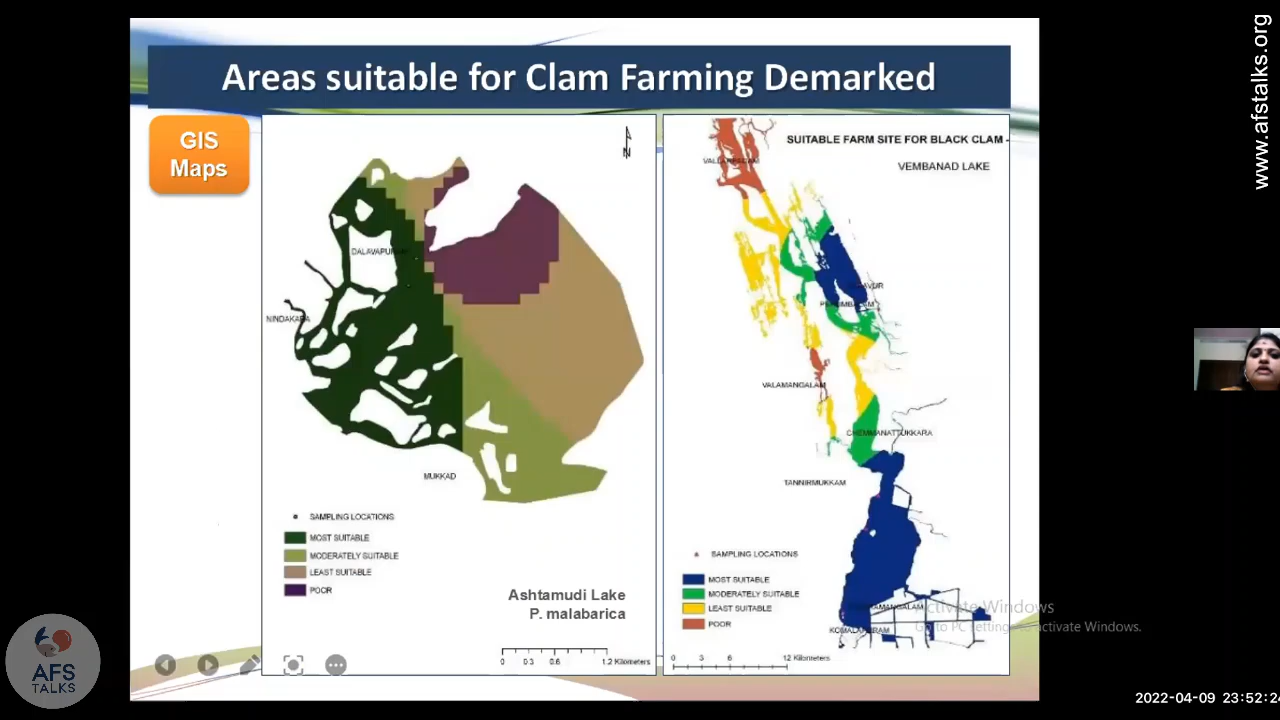 Areas suitable for Clam Farming Demarked
GIS
Maps
N
DALAVAPURAM
NINDAKARA
MUKKAD
SAMPLING LOCATIONS
MOST SUITABLE
MODERATELY SUITABLE
LEAST SUITABLE
POOR
Ashtamudi Lake
P. malabarica
0 0.3 0.6 1.2 Kilometers
SUITABLE FARM SITE FOR BLACK CLAM -
VEMBANAD LAKE
VALAMANGALAM
CHEMMANATTUKKARA
TANNIRMUKKAM
SAMPLING LOCATIONS
MOST SUITABLE
MODERATELY SUITABLE
LEAST SUITABLE
POOR
0 3 6 12 Kilometers
Activate Windows
Go to PC settings to activate Windows.
AFS
TALKS
www.afstalks.org
2022-04-09 23:52:24